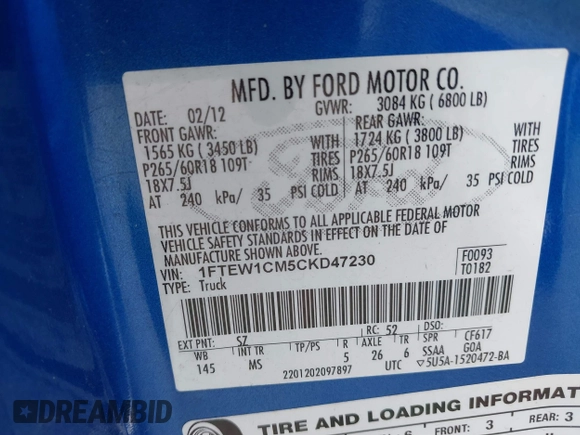 MFD. BY FORD MOTOR CO.
DATE: 02/12 GVWR: 3084 KG ( 6800 LB)
FRONT GAWR: REAR GAWR: WITH
1565 KG ( 3450 LB) WITH 1724 KG ( 3800 LB) TIRES
P265/60R18 109T TIRES P265/60R18 109T RIMS
18X7.5J RIMS 18X7.5J
AT 240 kPa/ 35 PSI COLD AT 240 kPa/ 35 PSI COLD
THIS VEHICLE CONFORMS TO ALL APPLICABLE FEDERAL MOTOR
VEHICLE SAFETY STANDARDS IN EFFECT ON THE DATE OF
MANUFACTURE SHOWN ABOVE.
VIN: 1FTEW1CM5CKD47230 F0093
TYPE: Truck T0182
EXT PNT: SZ RC: 52 DSO:
WB INT TR TP/PS R AXLE TR SPR CF617
145 MS 5 26 6 SSAA GOA
2201202097897 UTC ▽5U5A-1520472-BA
Ford
TIRE AND LOADING INFORMAT
FRONT: 3 REAR: 3
DREAMBID